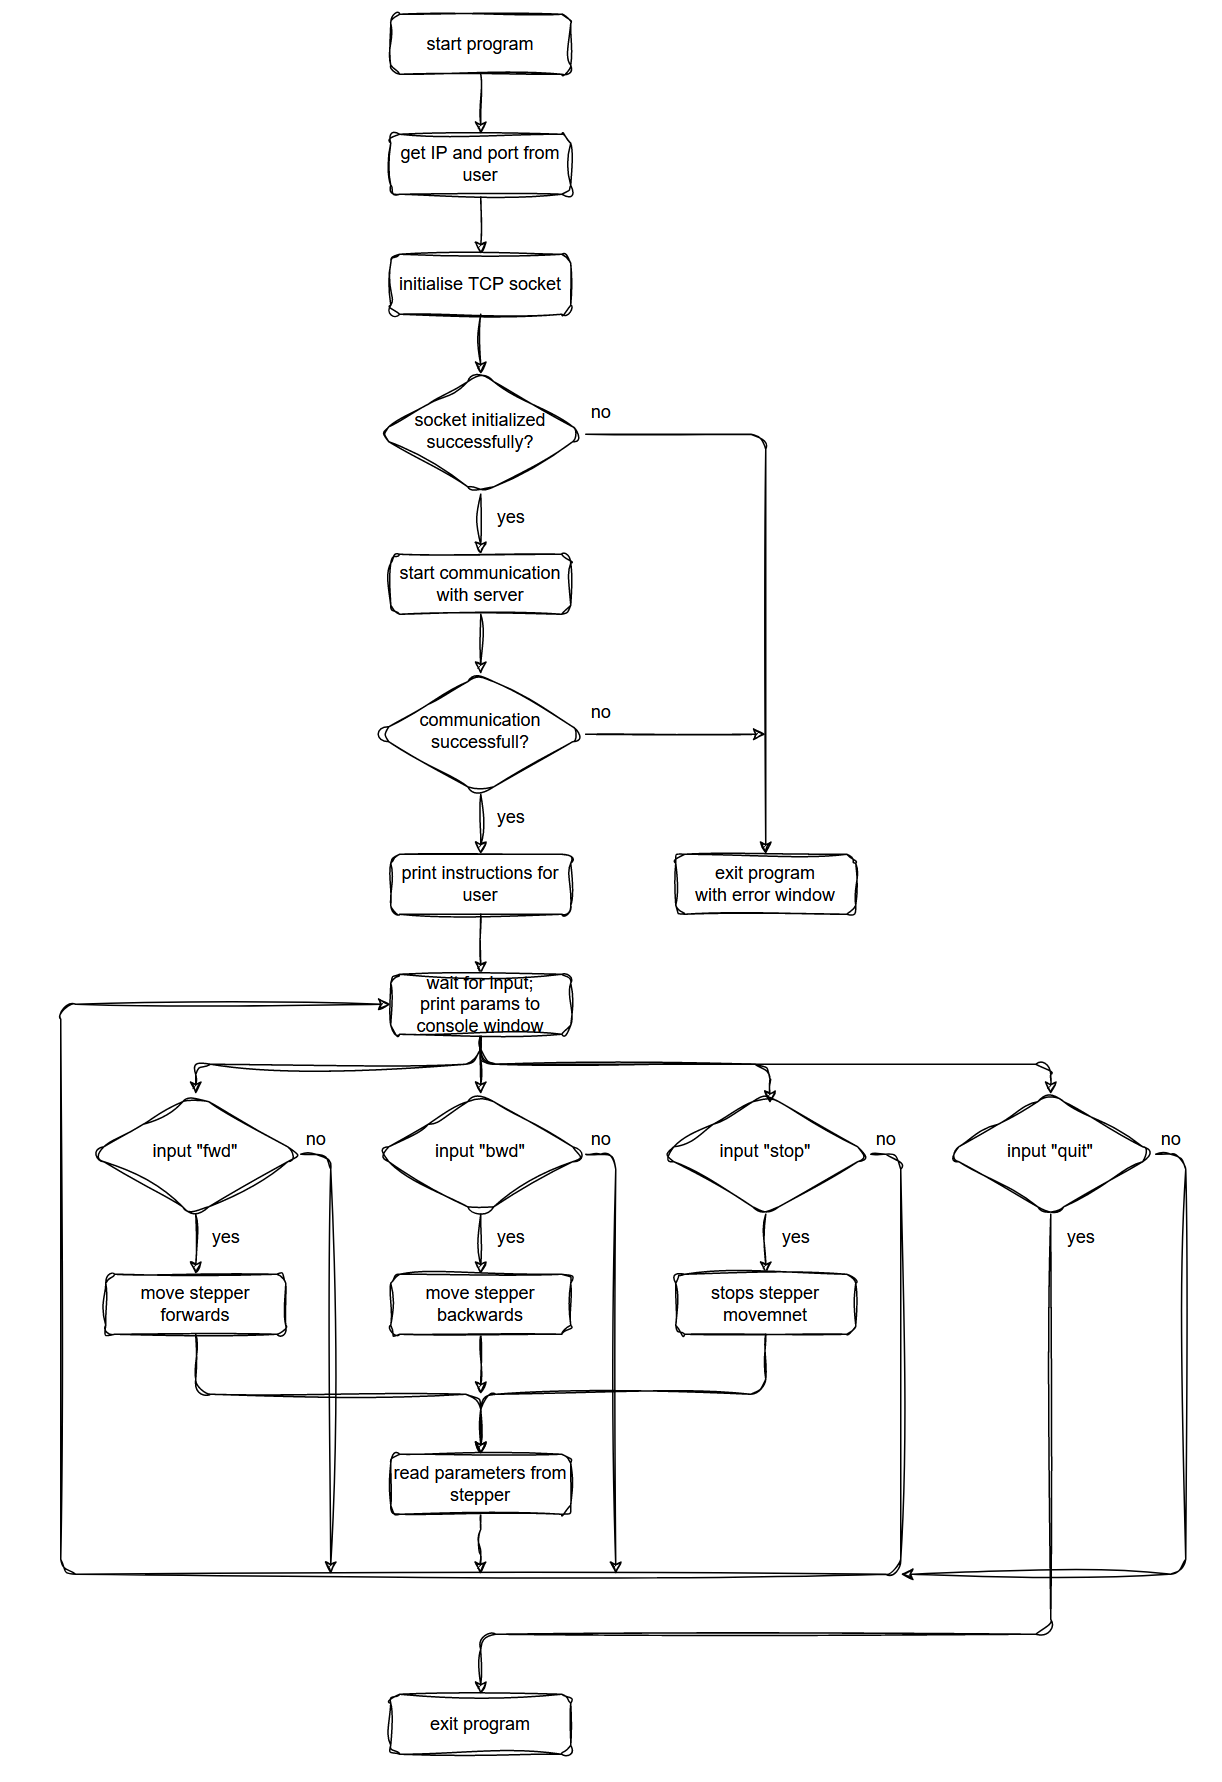 start program
get IP and port from
user
initialise TCP socket
socket initialized
successfully?
no
yes
start communication
with server
communication
successfull?
no
yes
print instructions for
user
exit program
with error window
wait for input;
print params to
console window
input "fwd"
no
input "bwd"
no
input "stop"
no
input "quit"
no
yes
yes
yes
yes
move stepper
forwards
move stepper
backwards
stops stepper
movemnet
read parameters from
stepper
exit program